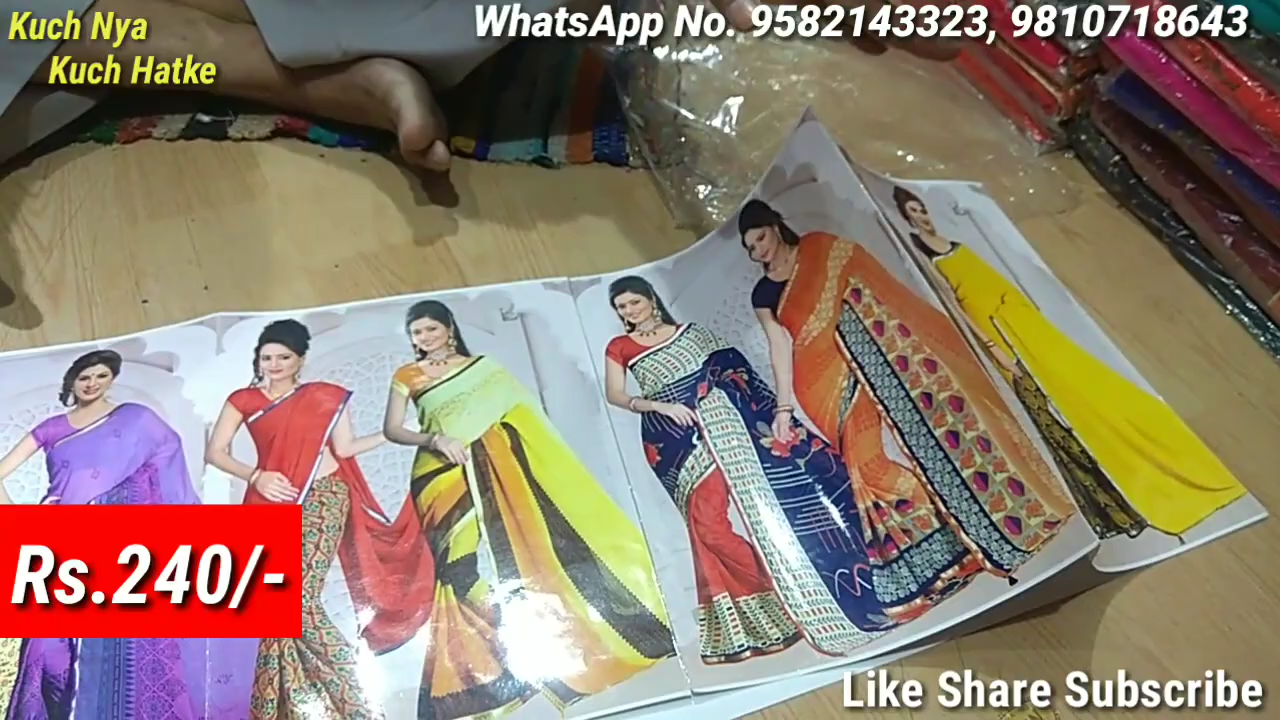 Kuch Nya
Kuch Hatke
WhatsApp No. 9582143323, 9810718643
Rs.240/-
Like Share Subscribe